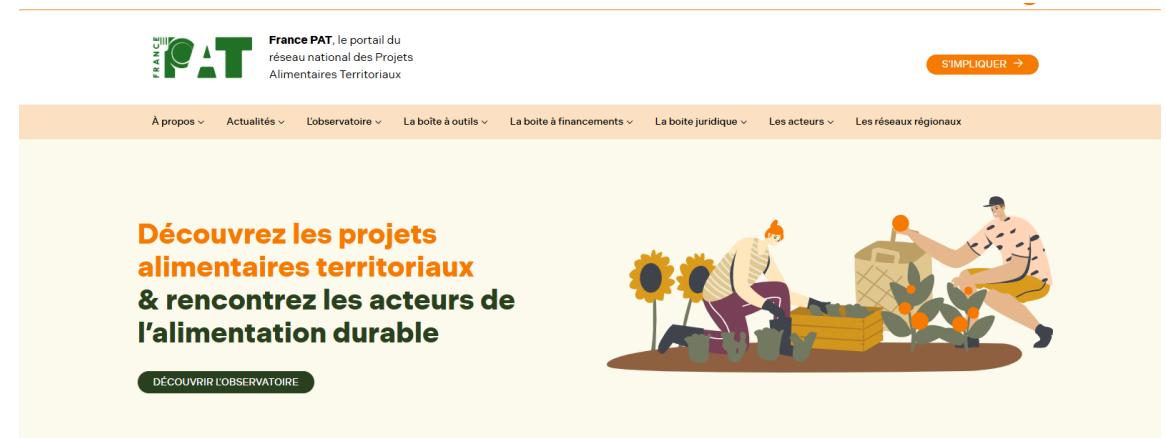 FRANCE
PAT
France PAT, le portail du
réseau national des Projets
Alimentaires Territoriaux
S'IMPLIQUER →
À propos
Actualités
L'observatoire
La boîte à outils
La boite à financements
La boite juridique
Les acteurs
Les réseaux régionaux
Découvrez les projets
alimentaires territoriaux
& rencontrez les acteurs de
l'alimentation durable
DÉCOUVRIR L'OBSERVATOIRE